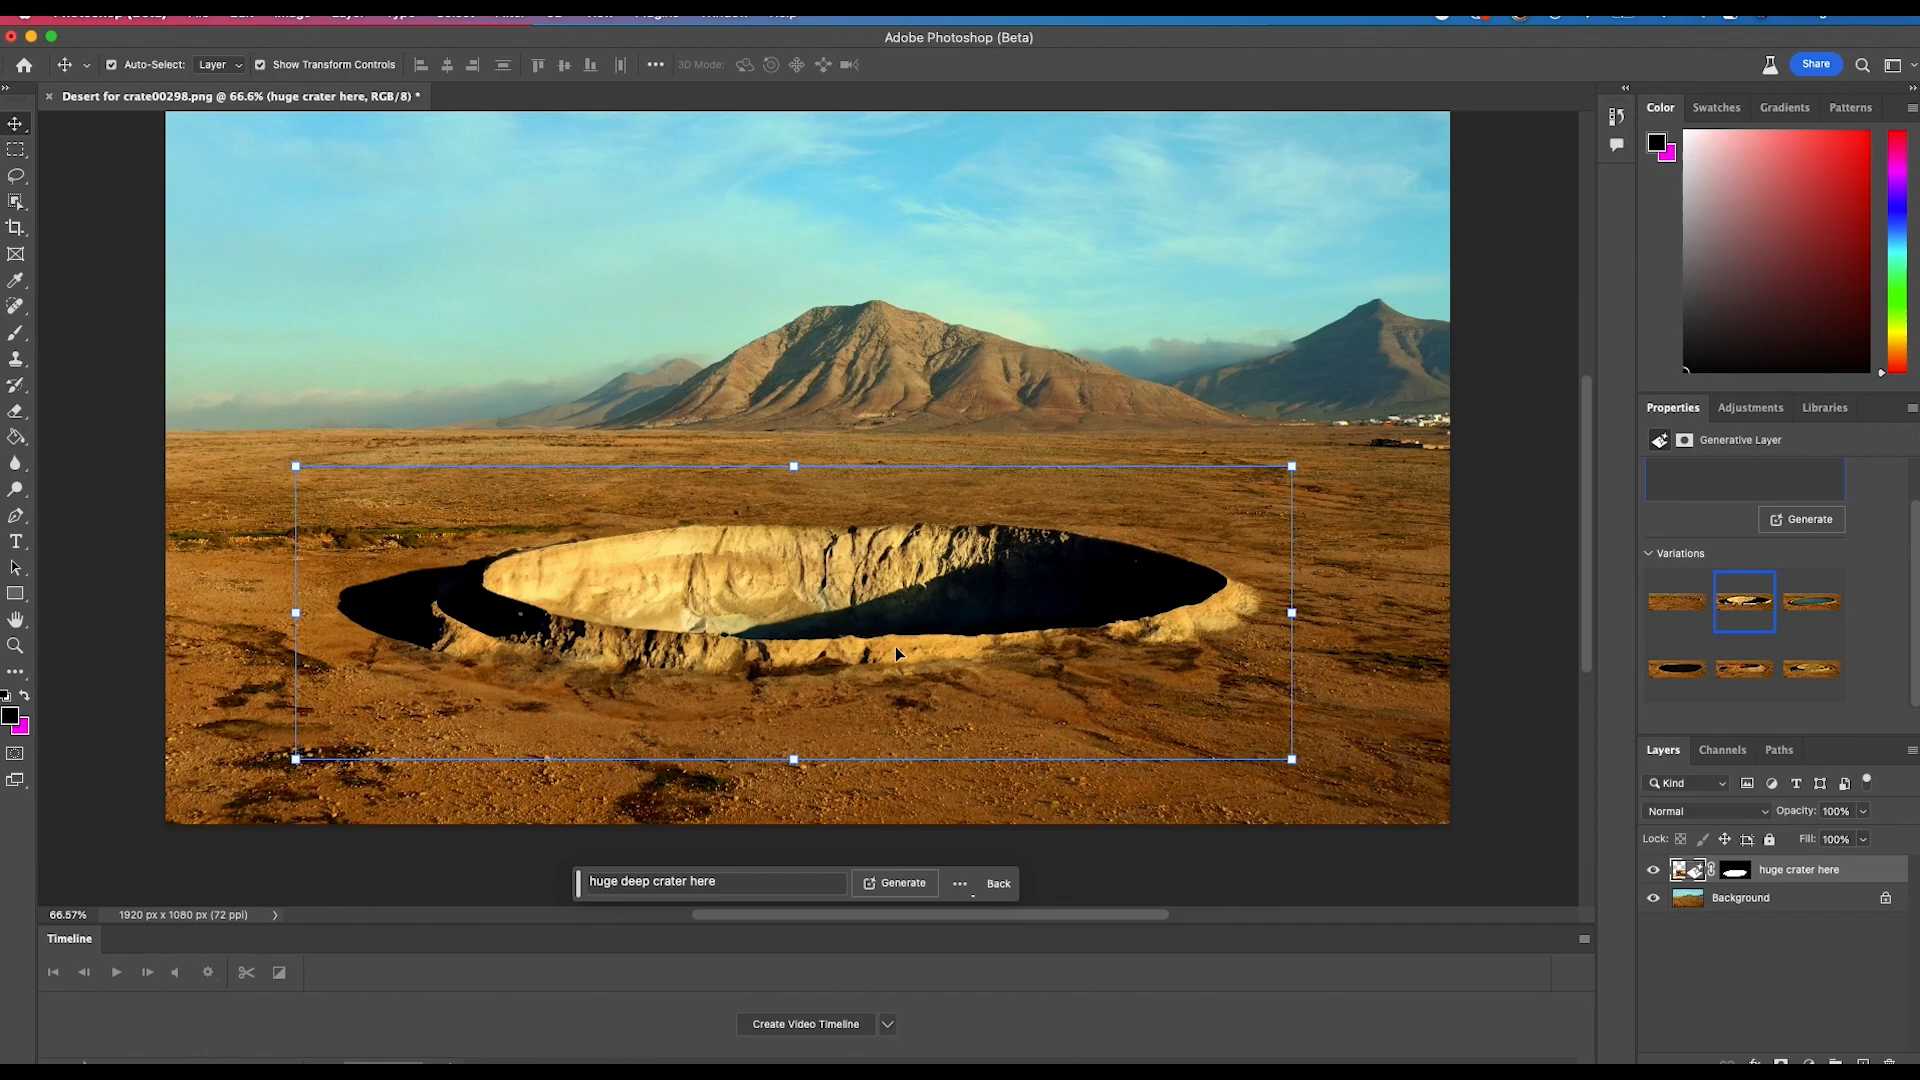 Adobe Photoshop (Beta)
Auto-Select: Layer Show Transform Controls 3D Mode: Share
Desert for crate00298.png @ 66.6% (huge crater here, RGB/8) *
Color Swatches Gradients Patterns
Properties Adjustments Libraries
Generative Layer
Generate
Variations
Layers Channels Paths
Kind
Normal Opacity: 100%
Lock: Fill: 100%
huge crater here
Background
huge deep crater here Generate Back
66.57% 1920 px x 1080 px (72 ppi)
Timeline
Create Video Timeline